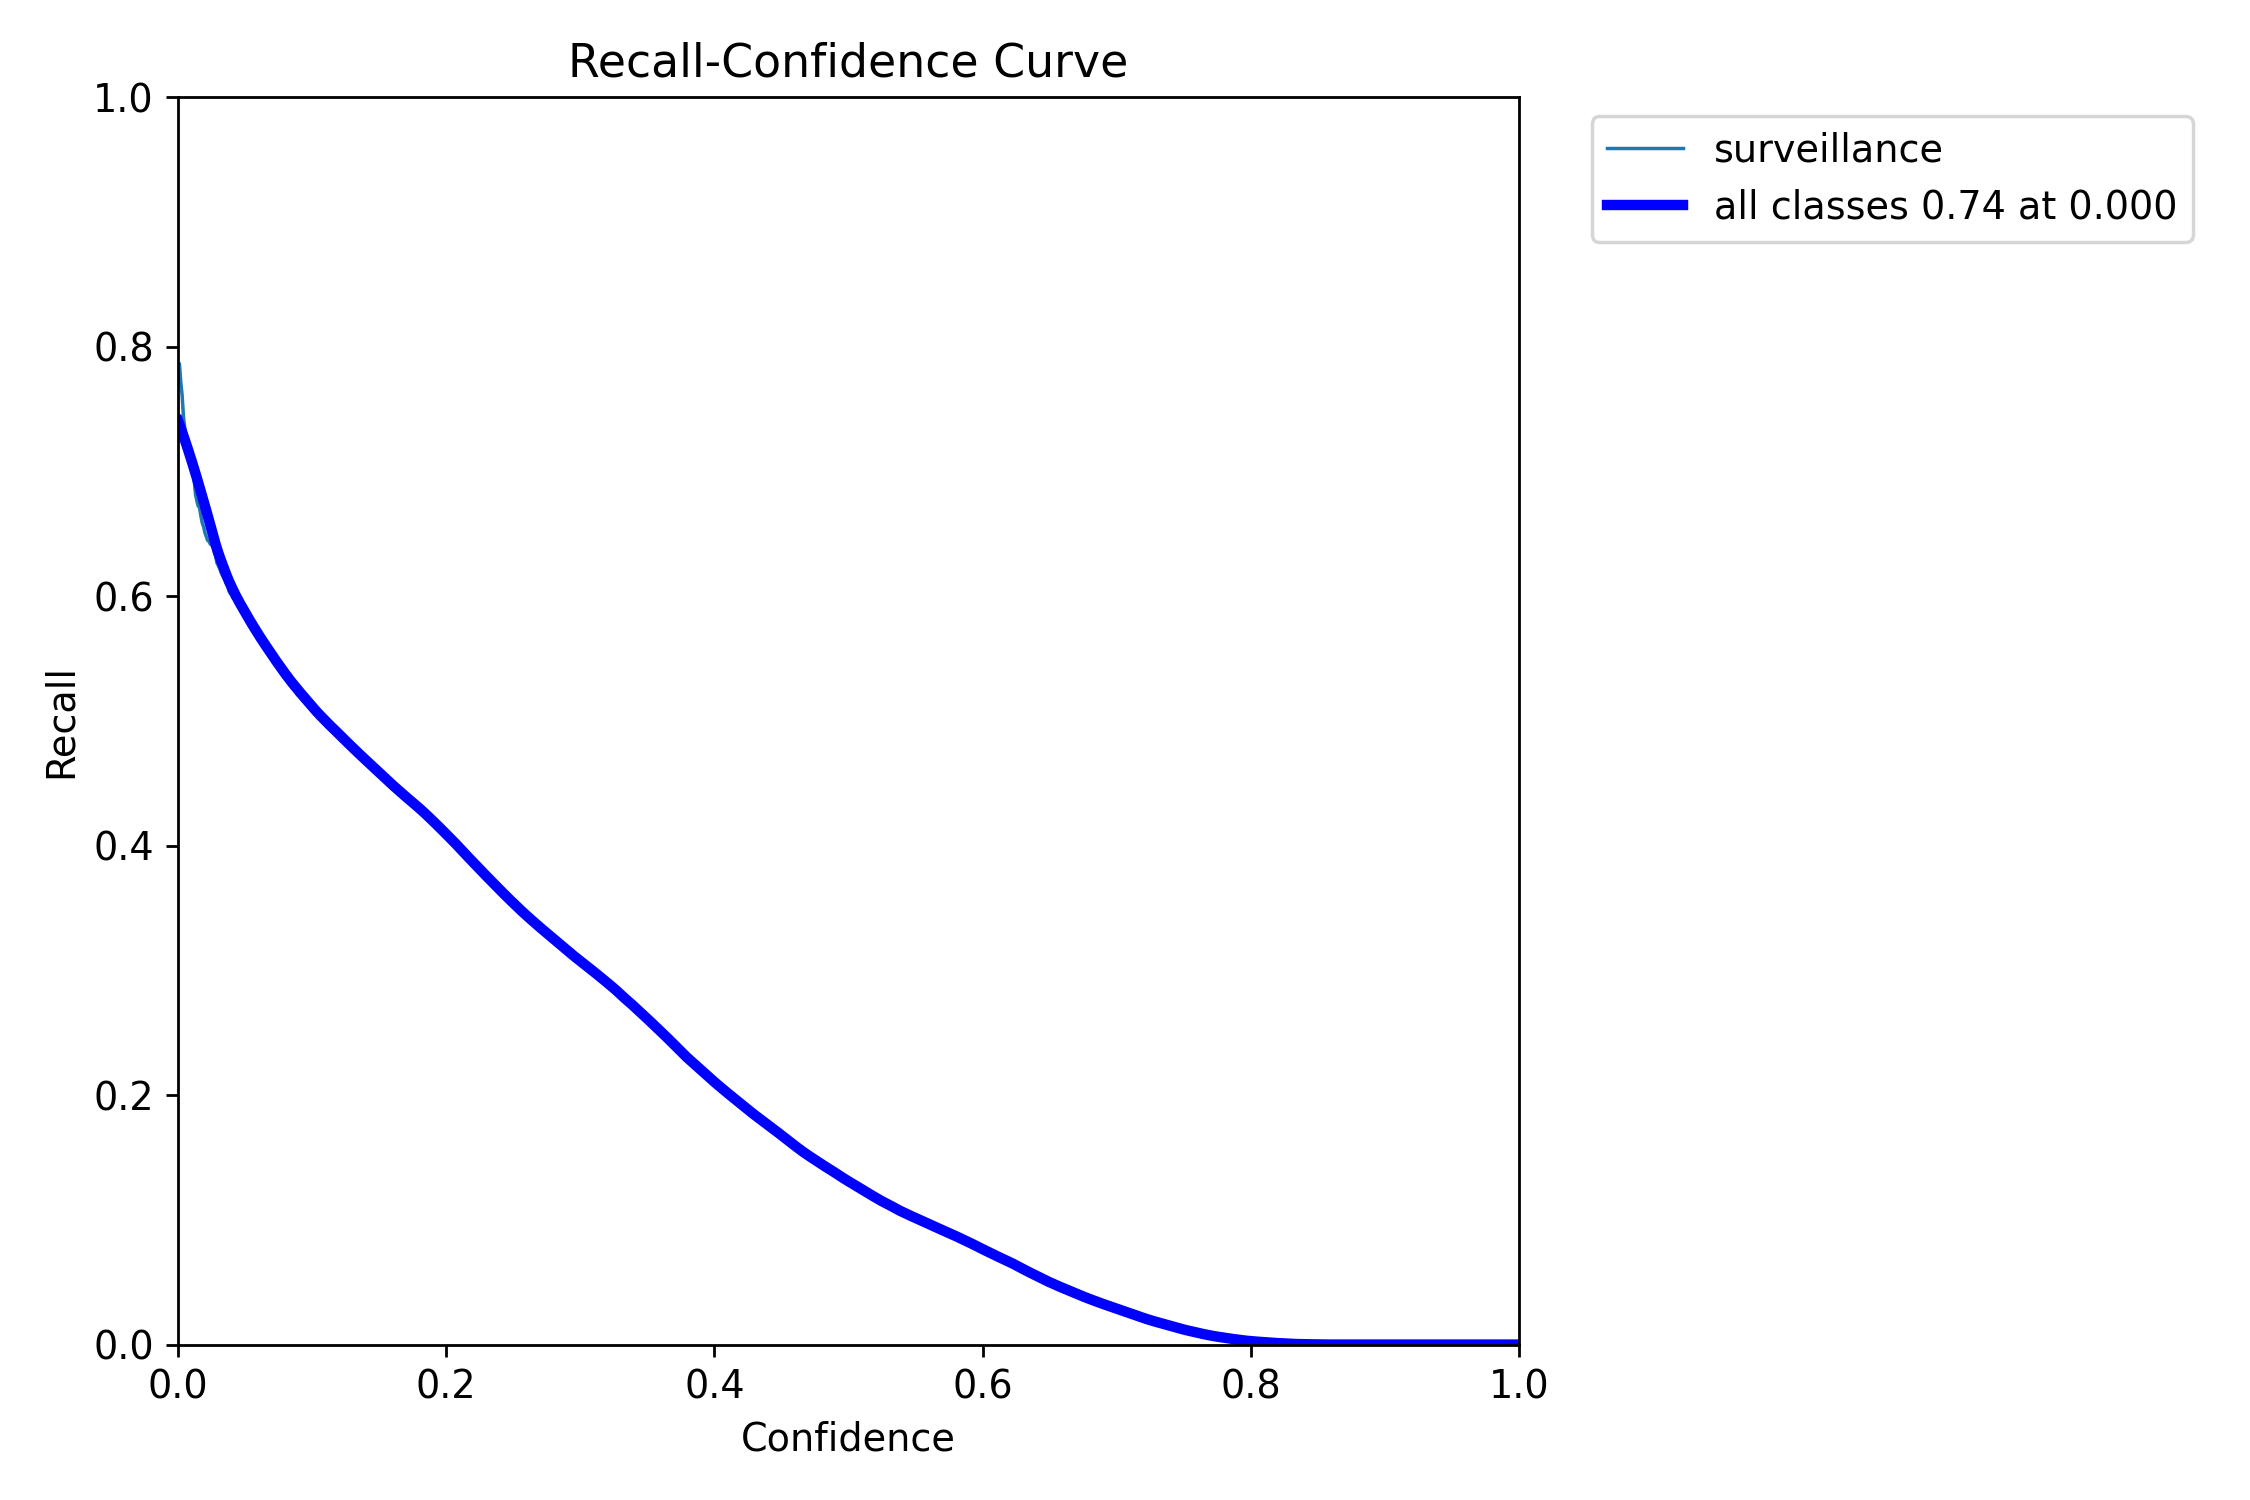 Recall-Confidence Curve
surveillance
all classes 0.74 at 0.000
Recall
1.0
0.8
0.6
0.4
0.2
0.0
0.0 0.2 0.4 0.6 0.8 1.0
Confidence